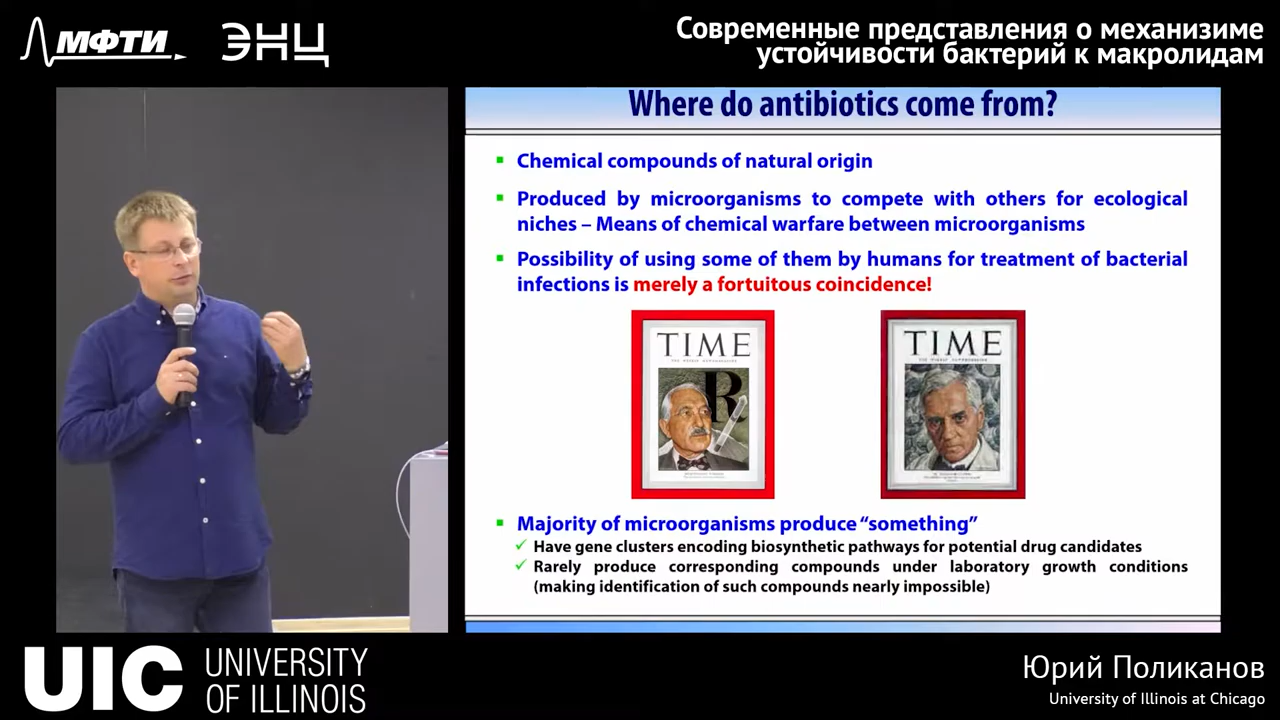 МФТИ
ЭНЦ
Современные представления о механизиме
устойчивости бактерий к макролидам
Where do antibiotics come from?
Chemical compounds of natural origin
Produced by microorganisms to compete with others for ecological
niches – Means of chemical warfare between microorganisms
Possibility of using some of them by humans for treatment of bacterial
infections is merely a fortuitous coincidence!
TIME
R
TIME
Majority of microorganisms produce “something”
Have gene clusters encoding biosynthetic pathways for potential drug candidates
Rarely produce corresponding compounds under laboratory growth conditions
(making identification of such compounds nearly impossible)
UIC
UNIVERSITY
OF ILLINOIS
Юрий Поликанов
University of Illinois at Chicago